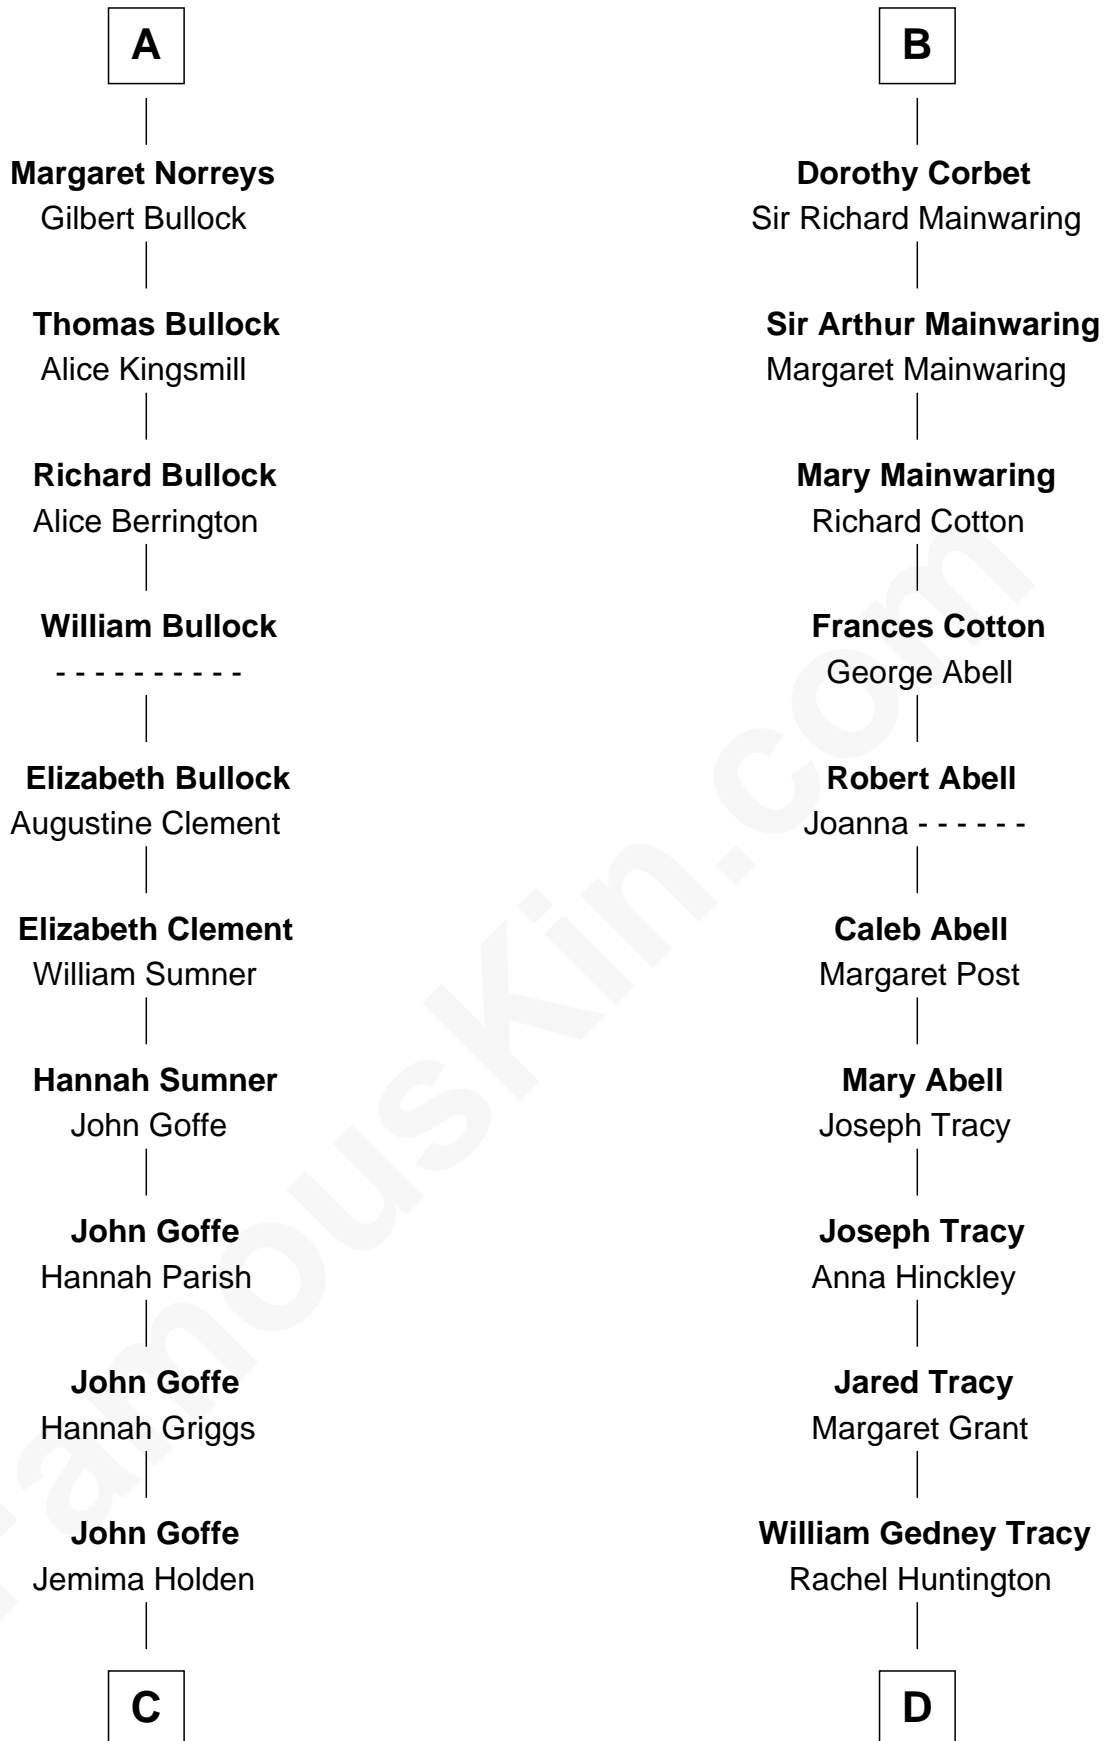 A
Margaret Norreys
Gilbert Bullock
Thomas Bullock
Alice Kingsmill
Richard Bullock
Alice Berrington
William Bullock
- - - - - - - - - -
Elizabeth Bullock
Augustine Clement
Elizabeth Clement
William Sumner
Hannah Sumner
John Goffe
John Goffe
Hannah Parish
John Goffe
Hannah Griggs
John Goffe
Jemima Holden
C
B
Dorothy Corbet
Sir Richard Mainwaring
Sir Arthur Mainwaring
Margaret Mainwaring
Mary Mainwaring
Richard Cotton
Frances Cotton
George Abell
Robert Abell
Joanna - - - - - -
Caleb Abell
Margaret Post
Mary Abell
Joseph Tracy
Joseph Tracy
Anna Hinckley
Jared Tracy
Margaret Grant
William Gedney Tracy
Rachel Huntington
D
FamousKin.com